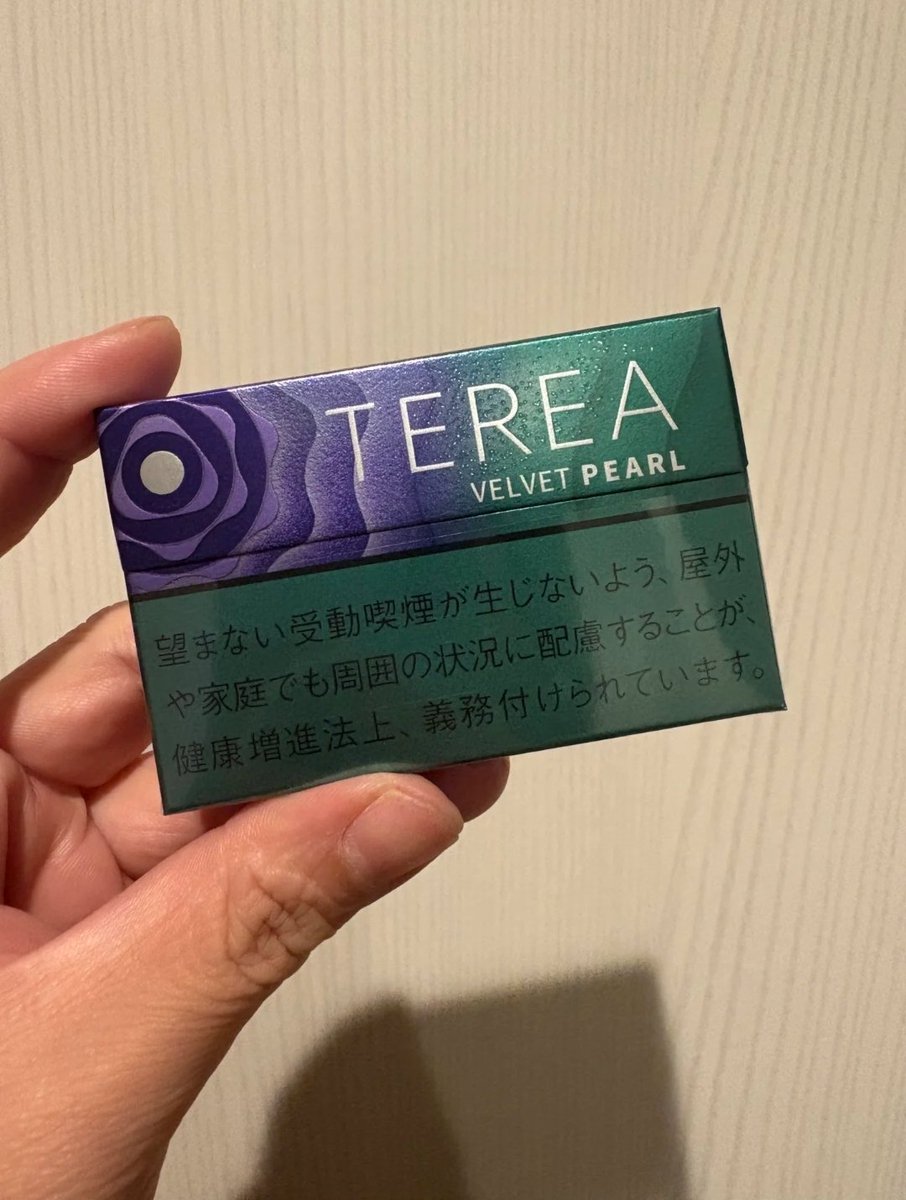 TEREA
VELVET PEARL
望まない受動喫煙が生じないよう、屋外
や家庭でも周囲の状況に配慮することが、
健康増進法上、義務付けられています。